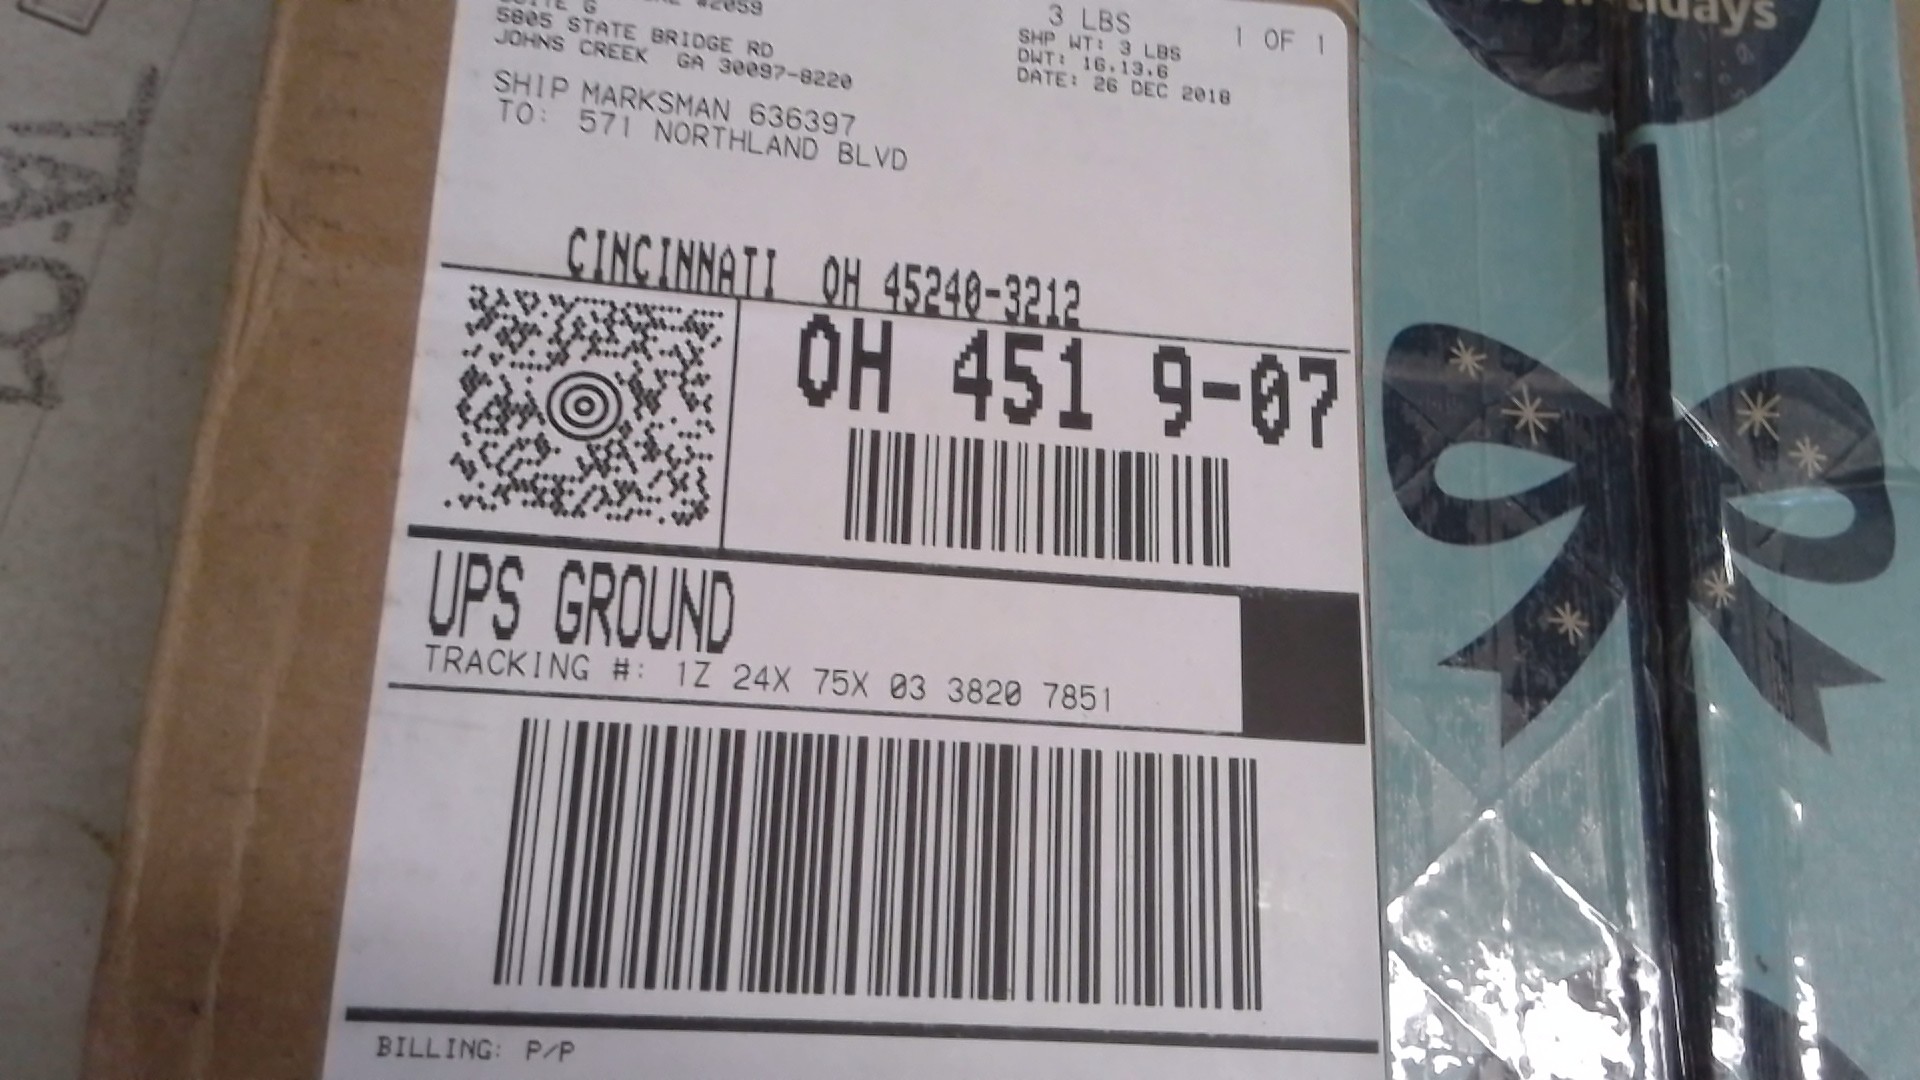 #2059
SUITE G
5805 STATE BRIDGE RD
JOHNS CREEK GA 30097-8220
3 LBS
1 OF 1
SHP WT: 3 LBS
DWT: 16,13,6
DATE: 26 DEC 2018
SHIP MARKSMAN 636397
TO: 571 NORTHLAND BLVD
CINCINNATI OH 45240-3212
OH 451 9-07
UPS GROUND
TRACKING #: 1Z 24X 75X 03 3820 7851
BILLING: P/P